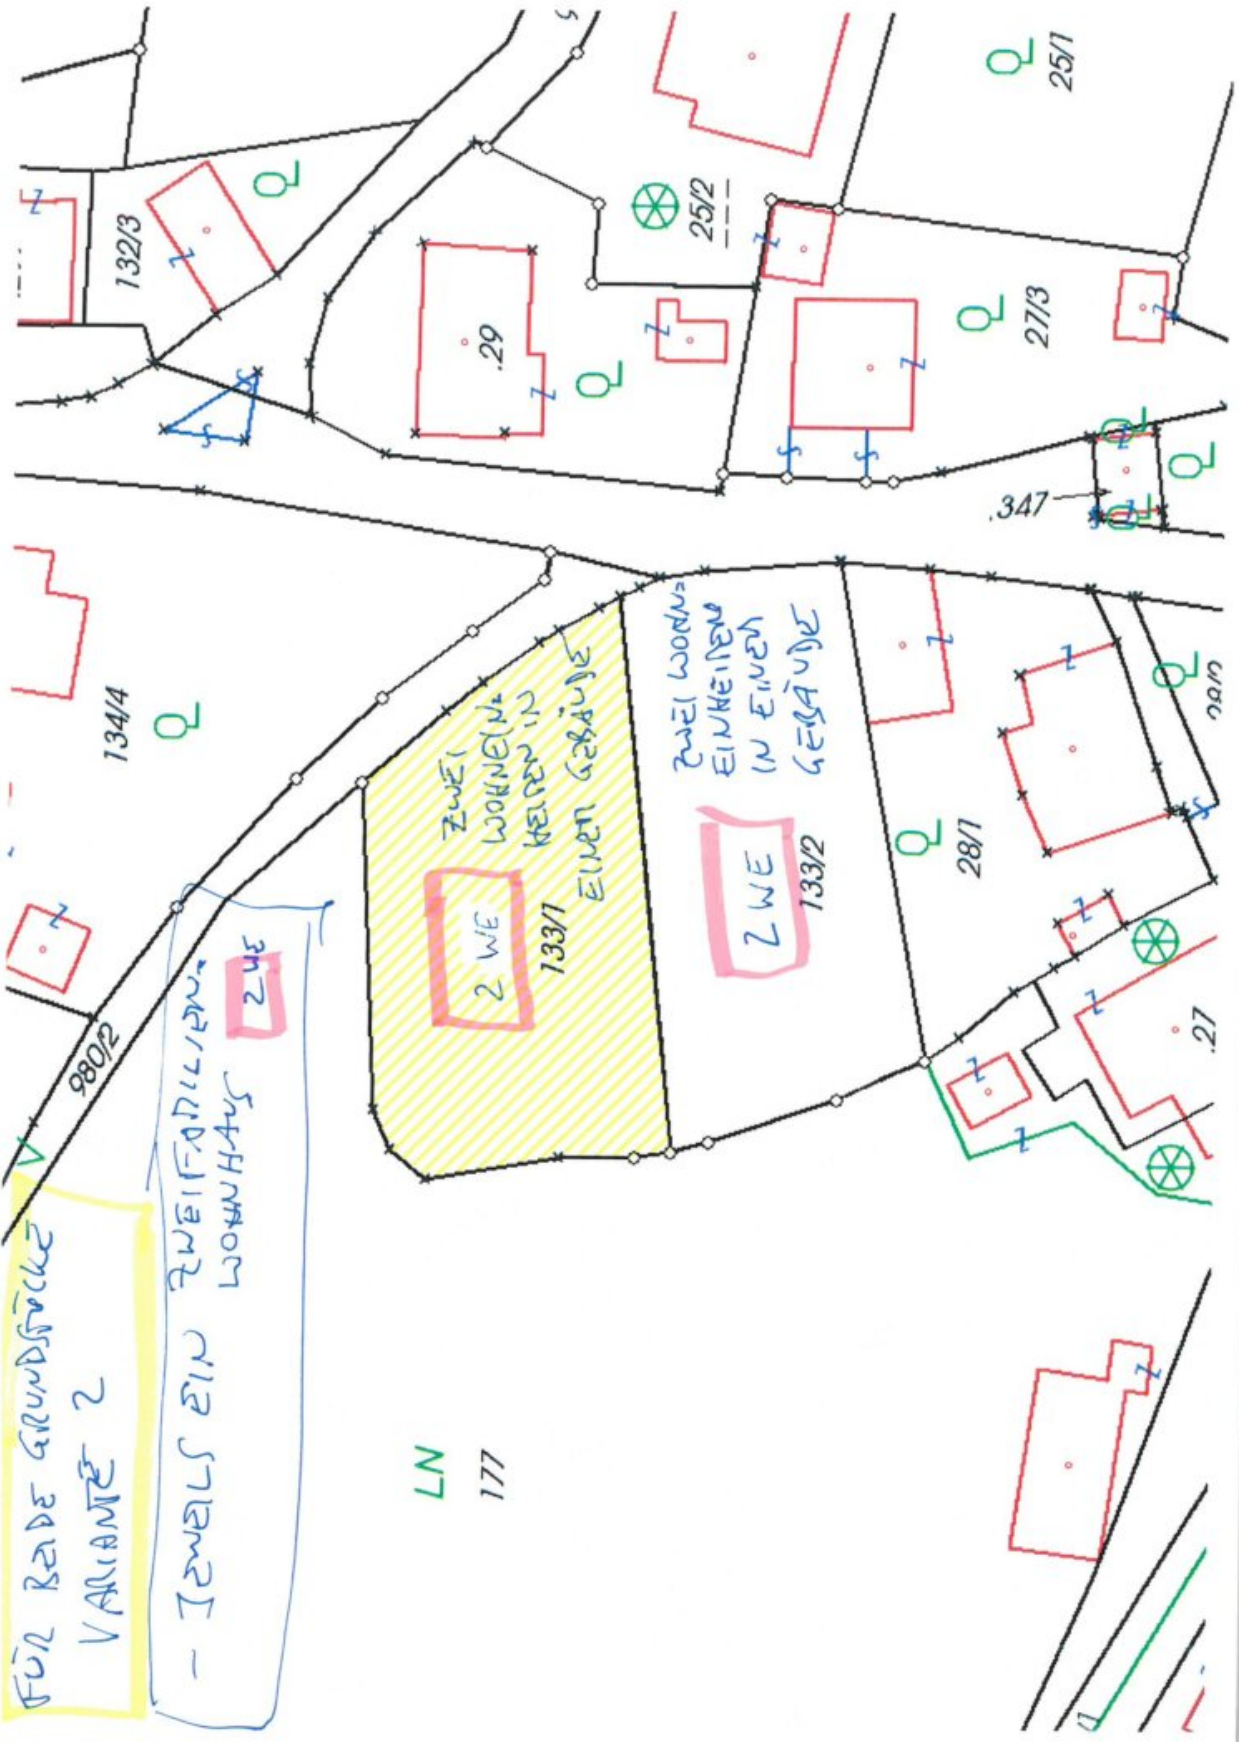 FÜR BEIDE GRUNDSTÜCKE
VARIANTE 2
- JEWEILS EIN ZWEIFAMILIEN=
WOHNHAUS
2 WE
980/2
V
134/4
132/3
ZWEI
WOHNEIN=
HEITEN IN
EINEM GEBÄUDE
2 WE
133/1
ZWEI WOHN=
EINHEITEN
IN EINEM
GEBÄUDE
2 WE
133/2
28/1
.29
25/2
25/1
27/3
.347
.27
LN
177